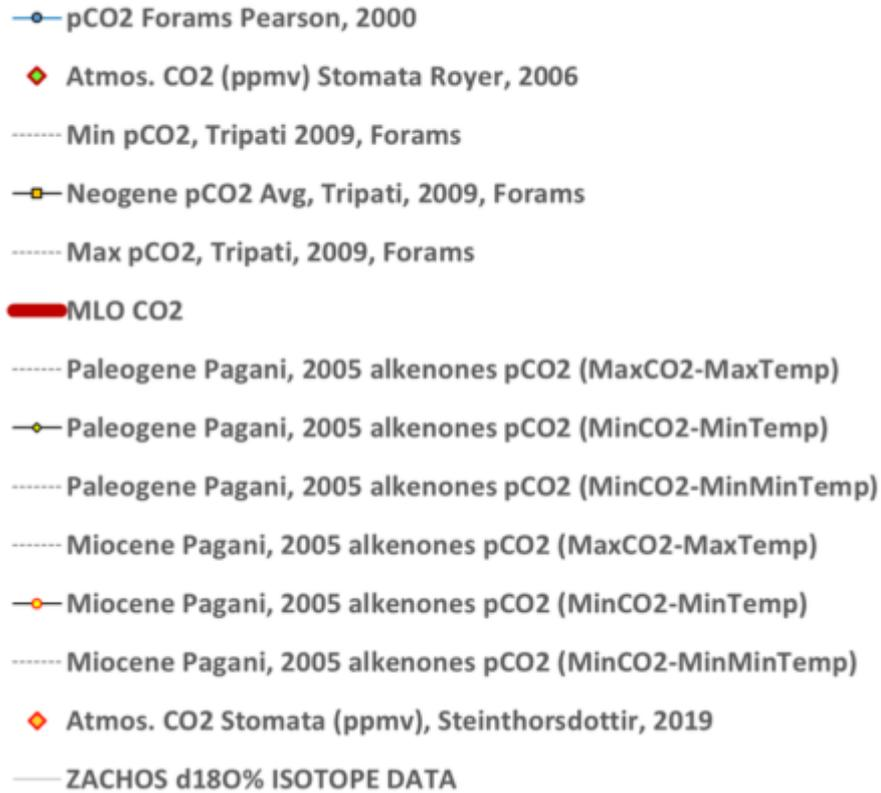 pCO2 Forams Pearson, 2000
Atmos. CO2 (ppmv) Stomata Royer, 2006
Min pCO2, Tripati 2009, Forams
Neogene pCO2 Avg, Tripati, 2009, Forams
Max pCO2, Tripati, 2009, Forams
MLO CO2
Paleogene Pagani, 2005 alkenones pCO2 (MaxCO2-MaxTemp)
Paleogene Pagani, 2005 alkenones pCO2 (MinCO2-MinTemp)
Paleogene Pagani, 2005 alkenones pCO2 (MinCO2-MinMinTemp)
Miocene Pagani, 2005 alkenones pCO2 (MaxCO2-MaxTemp)
Miocene Pagani, 2005 alkenones pCO2 (MinCO2-MinTemp)
Miocene Pagani, 2005 alkenones pCO2 (MinCO2-MinMinTemp)
Atmos. CO2 Stomata (ppmv), Steinthorsdottir, 2019
ZACHOS d18O% ISOTOPE DATA